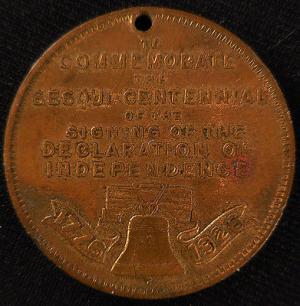 TO
COMMEMORATE
THE
SESQUI-CENTENNIAL
OF THE
SIGNING OF THE
DECLARATION OF
INDEPENDENCE
1776
1926